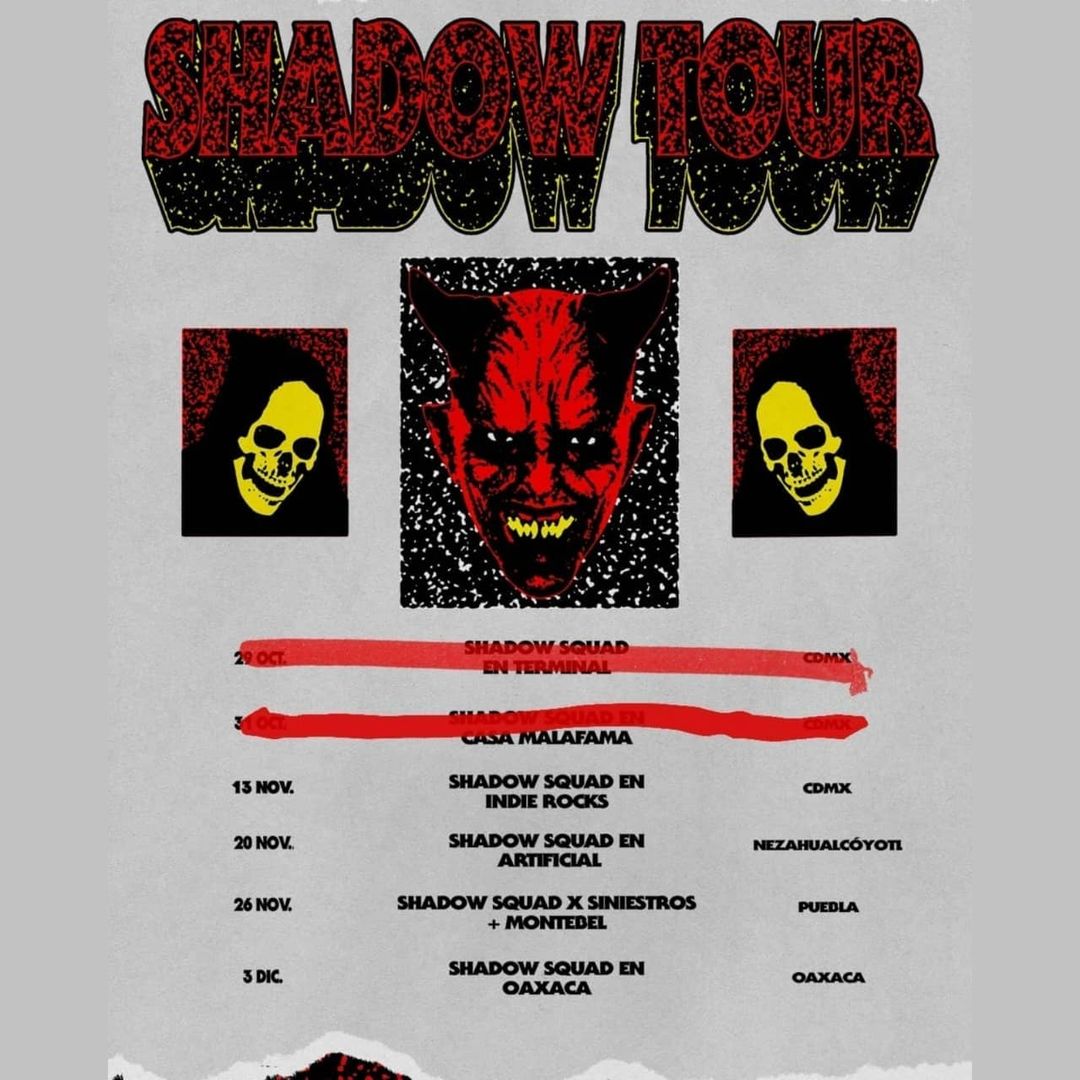 SHADOW TOUR
29 OCT.
SHADOW SQUAD
EN TERMINAL
CDMX
OCT.
SHADOW SQUAD EN
CASA MALAFAMA
CDMX
13 NOV.
SHADOW SQUAD EN
INDIE ROCKS
CDMX
20 NOV.
SHADOW SQUAD EN
ARTIFICIAL
NEZAHUALCÓYOTL
26 NOV.
SHADOW SQUAD X SINIESTROS
+ MONTEBEL
PUEBLA
3 DIC.
SHADOW SQUAD EN
OAXACA
OAXACA